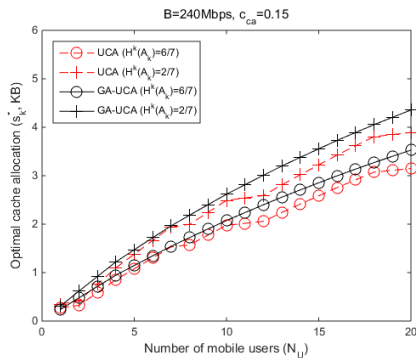 B=240Mbps, c_ca=0.15
UCA (H^k(A_k)=6/7)
UCA (H^k(A_k)=2/7)
GA-UCA (H^k(A_k)=6/7)
GA-UCA (H^k(A_k)=2/7)
Optimal cache allocation (s_k^*, KB)
6
5
4
3
2
1
0
0 5 10 15 20
Number of mobile users (N_U)